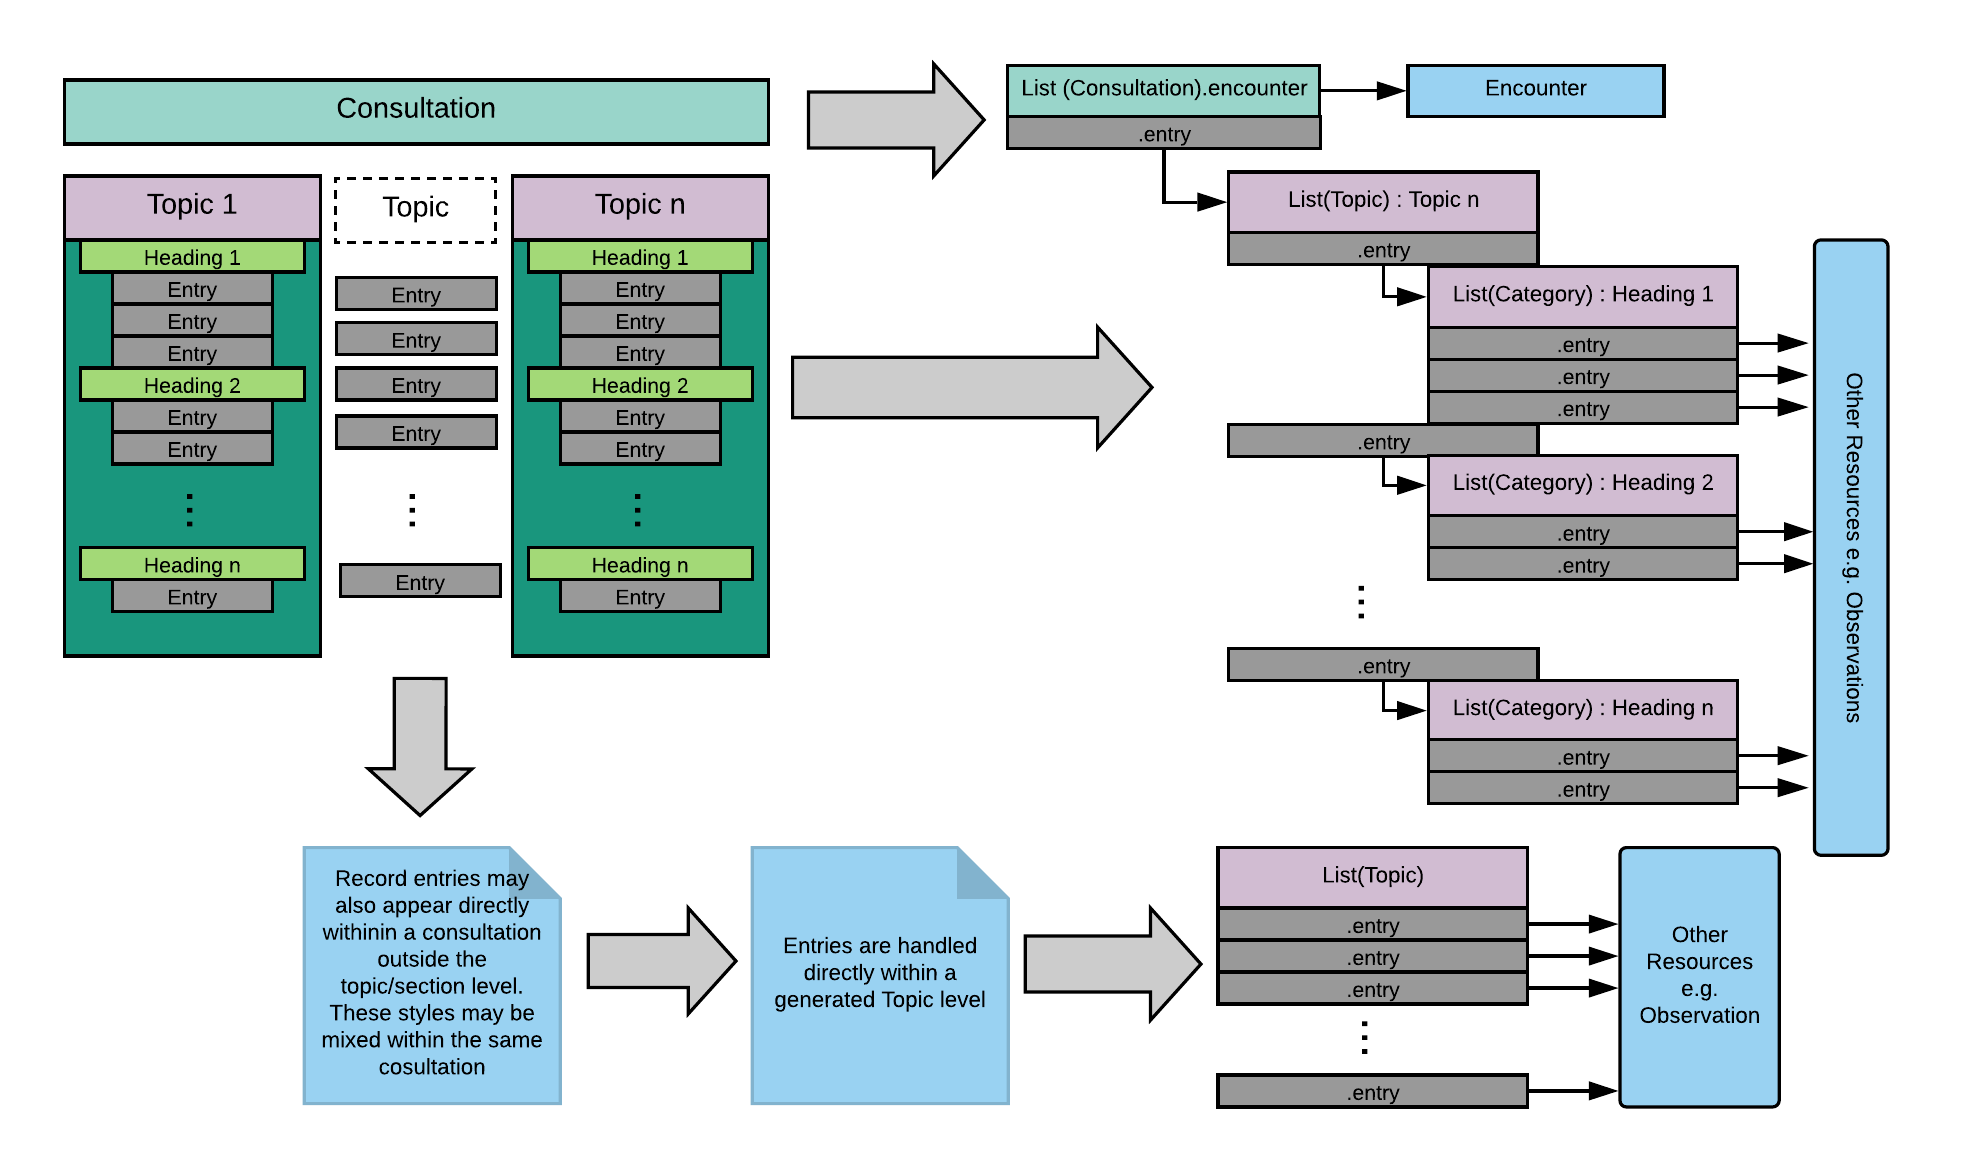 Consultation
Topic 1
Heading 1
Entry
Entry
Entry
Heading 2
Entry
Entry
Heading n
Entry
Topic
Entry
Entry
Entry
Entry
Entry
Topic n
Heading 1
Entry
Entry
Entry
Heading 2
Entry
Entry
Heading n
Entry
List (Consultation).encounter
.entry
Encounter
List(Topic) : Topic n
.entry
List(Category) : Heading 1
.entry
.entry
.entry
.entry
List(Category) : Heading 2
.entry
.entry
.entry
List(Category) : Heading n
.entry
.entry
Other Resources e.g. Observations
Record entries may
also appear directly
withinin a consultation
outside the
topic/section level.
These styles may be
mixed within the same
cosultation
Entries are handled
directly within a
generated Topic level
List(Topic)
.entry
.entry
.entry
.entry
Other
Resources
e.g.
Observation